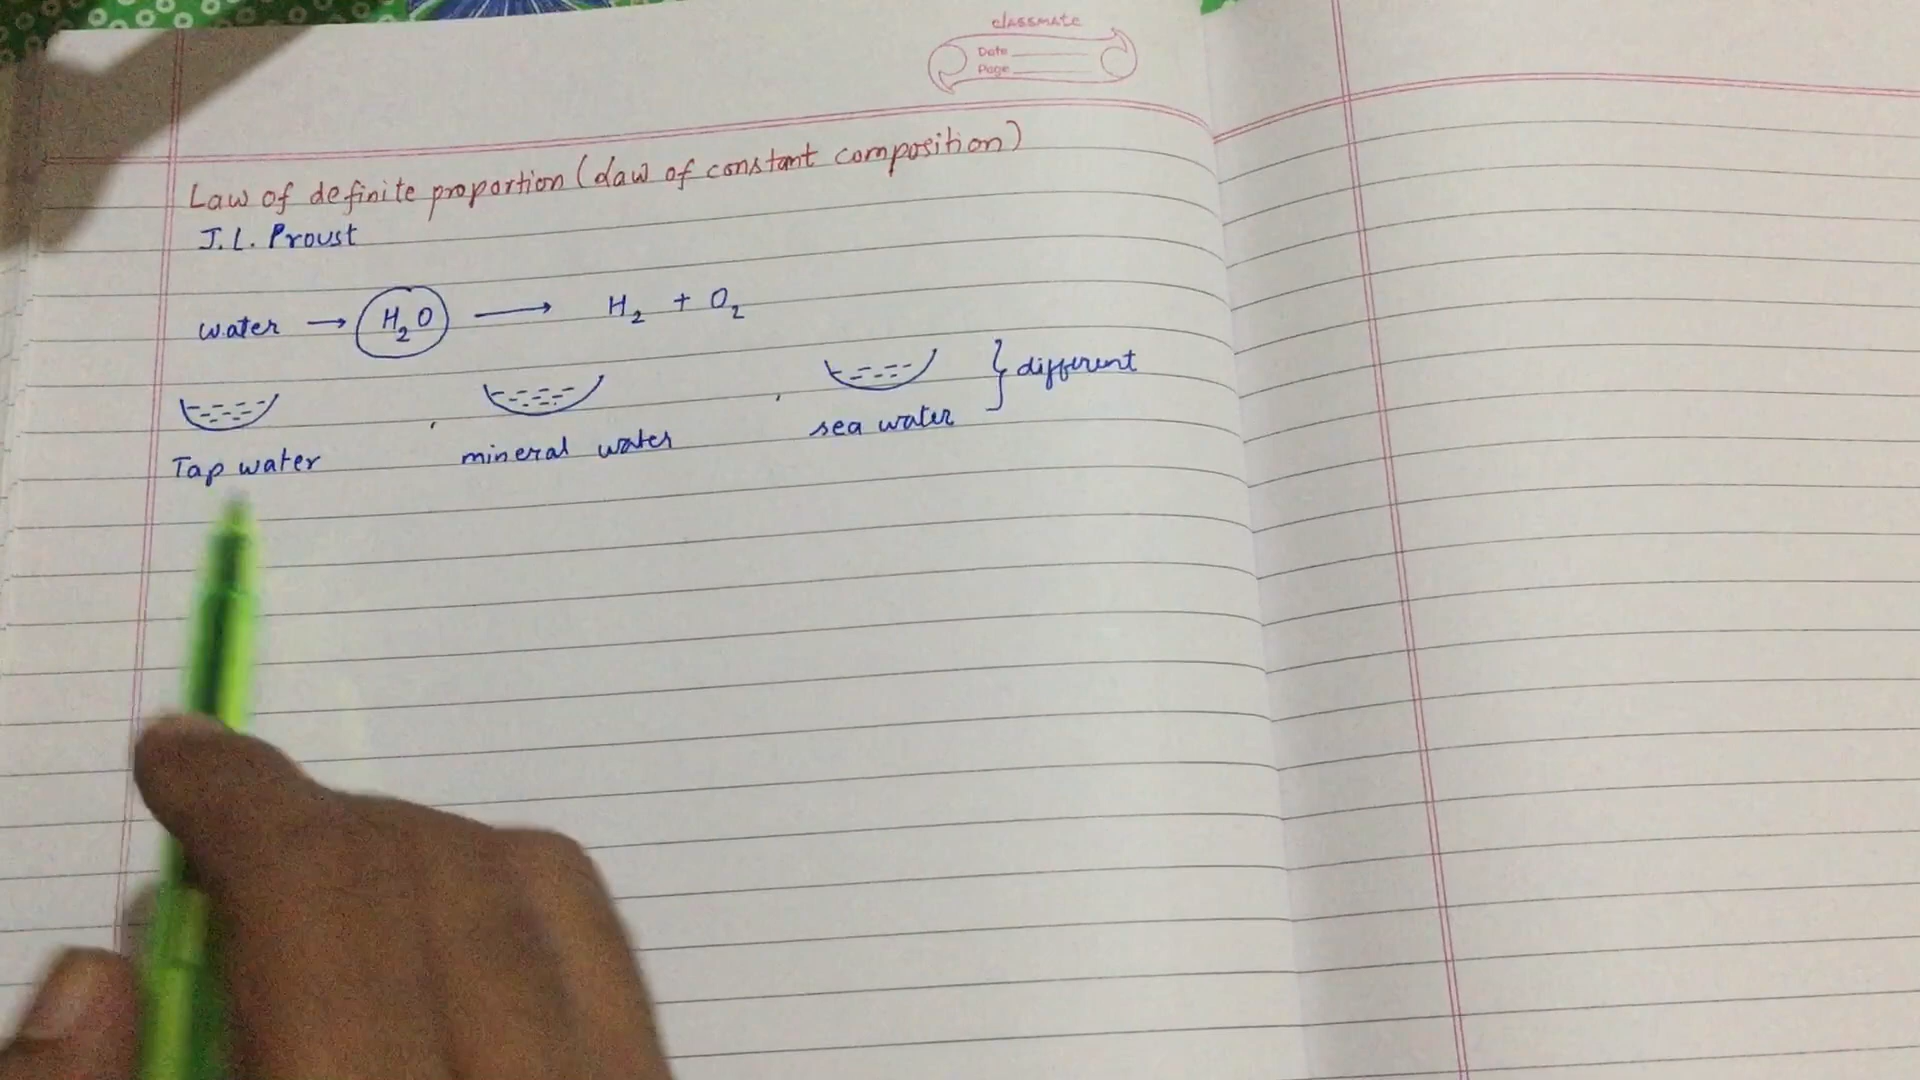 classmate
Date
Page
Law of definite proportion (Law of constant composition)
J. L. Proust
water → H₂O → H₂ + O₂
} different
Tap water , mineral water , sea water